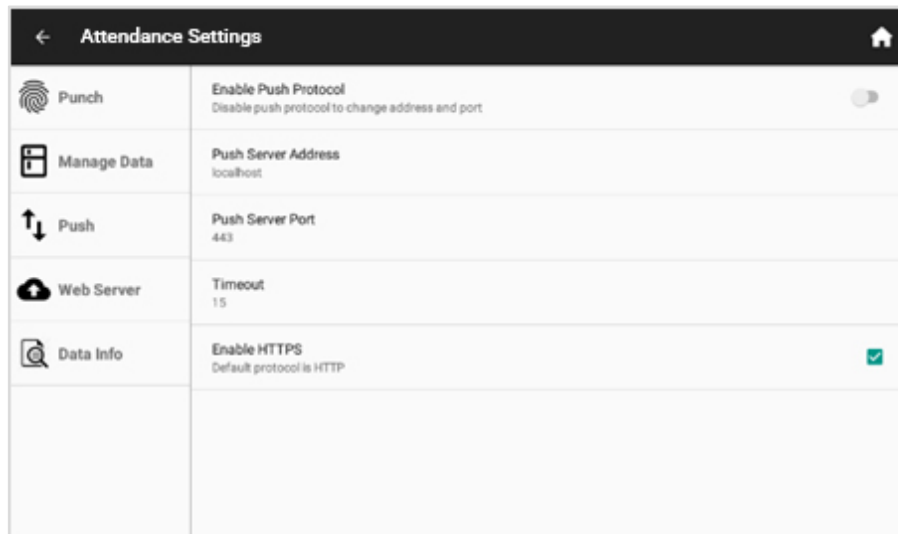 Attendance Settings
Punch
Manage Data
Push
Web Server
Data Info
Enable Push Protocol
Disable push protocol to change address and port
Push Server Address
localhost
Push Server Port
443
Timeout
15
Enable HTTPS
Default protocol is HTTP